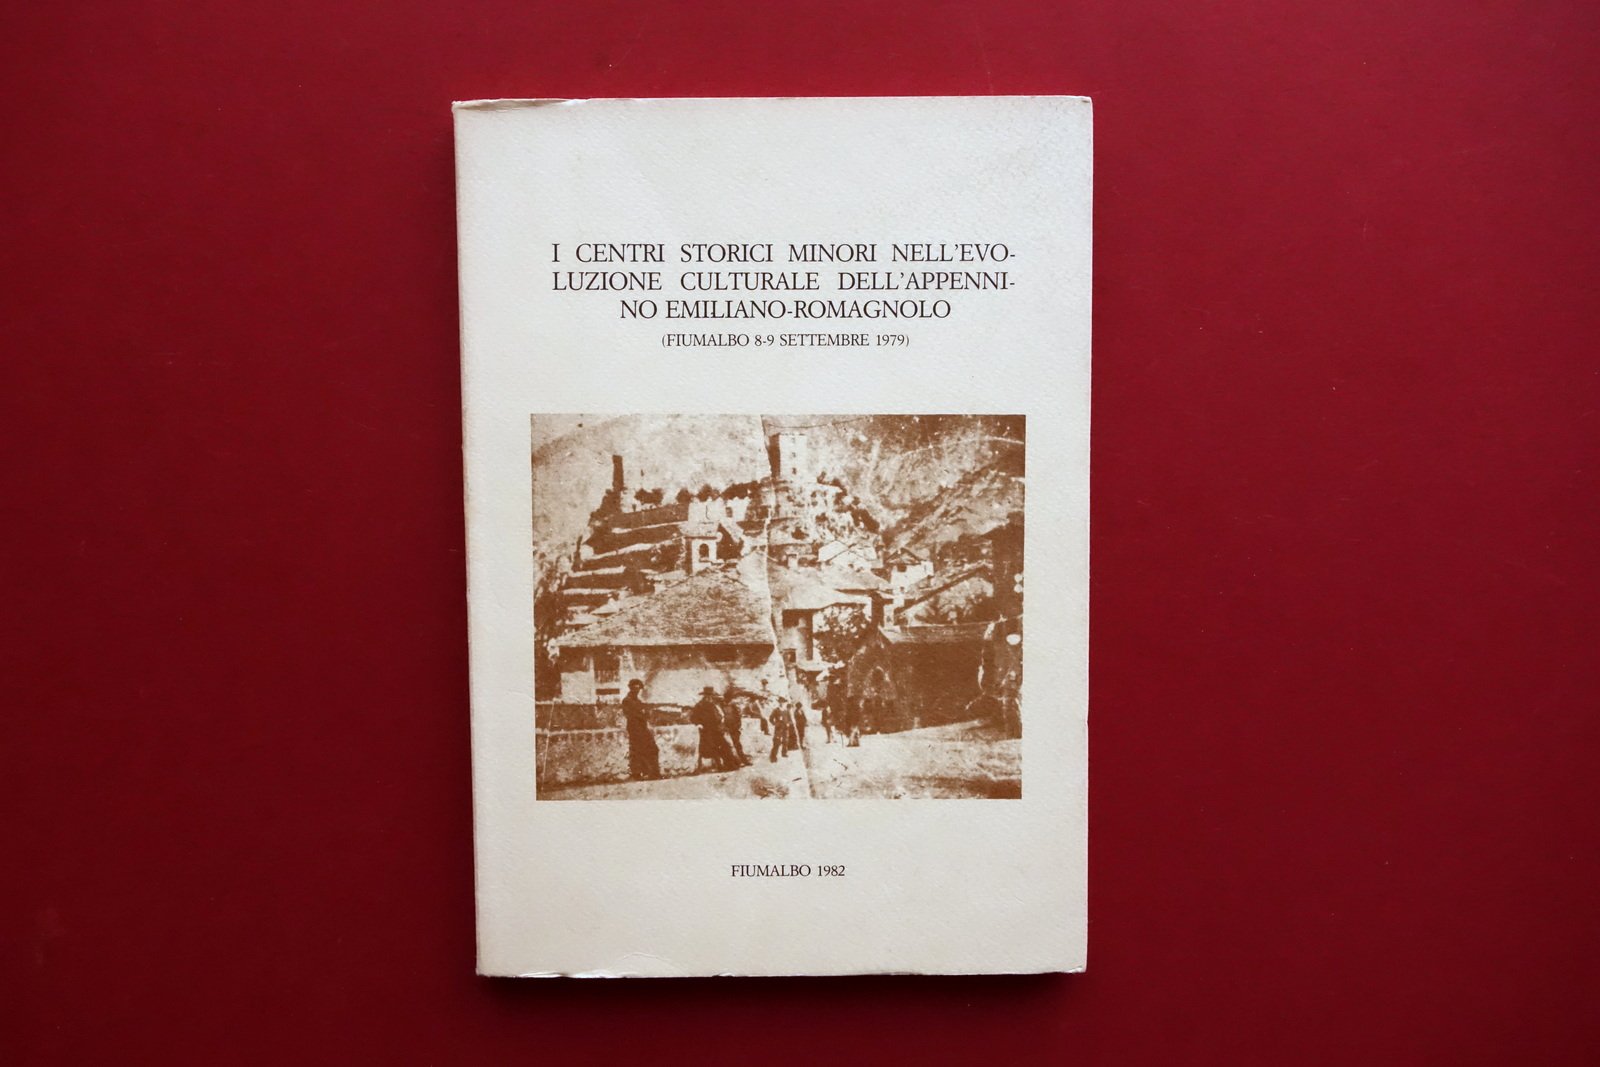 I CENTRI STORICI MINORI NELL'EVO-
LUZIONE CULTURALE DELL'APPENNI-
NO EMILIANO-ROMAGNOLO
(FIUMALBO 8-9 SETTEMBRE 1979)
FIUMALBO 1982